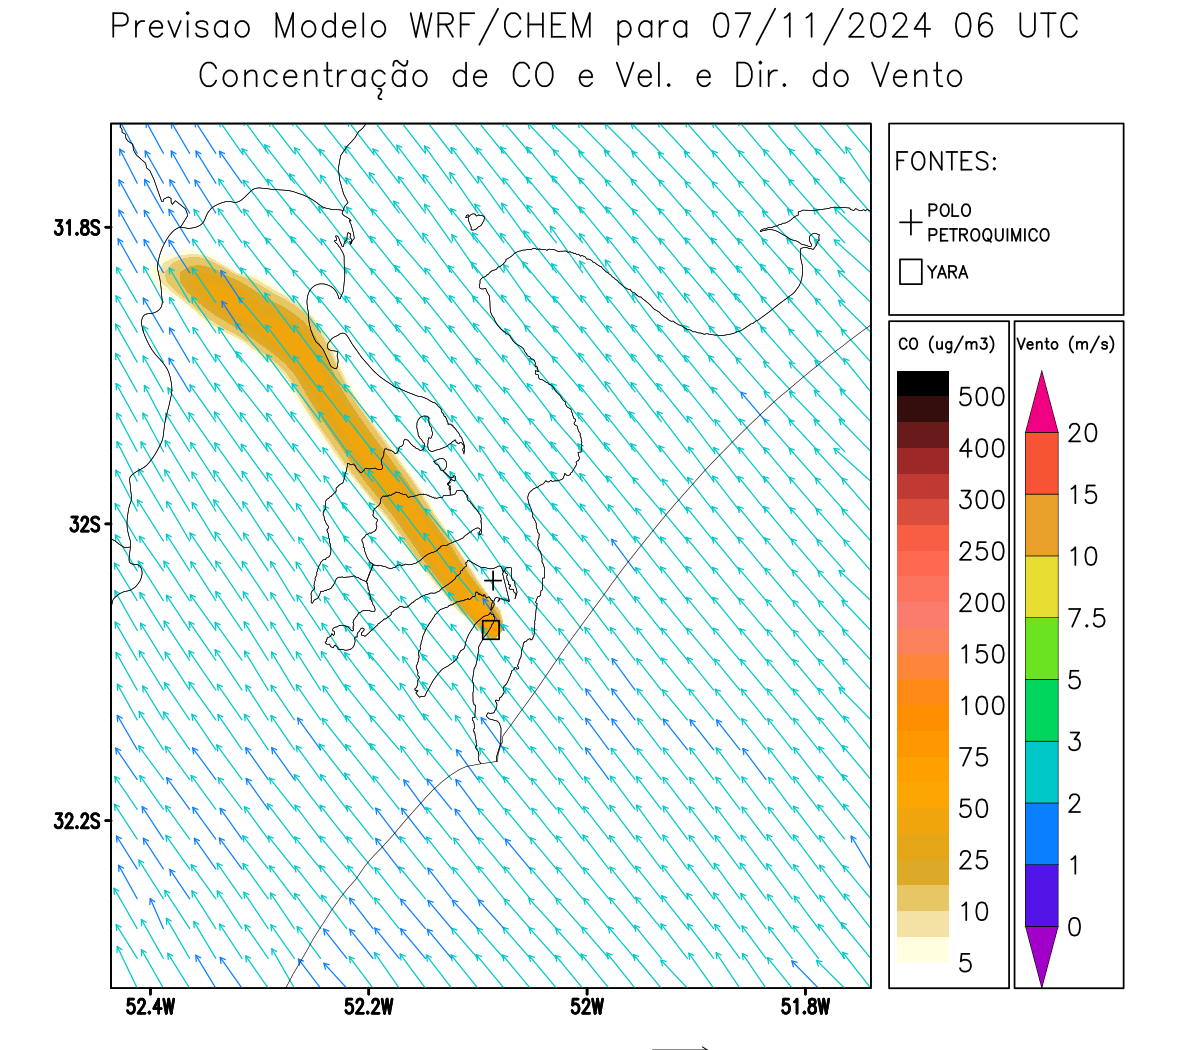 Previsao Modelo WRF/CHEM para 07/11/2024 06 UTC
Concentração de CO e Vel. e Dir. do Vento
FONTES:
POLO
PETROQUIMICO
YARA
CO (ug/m3)
500
400
300
250
200
150
100
75
50
25
10
5
Vento (m/s)
20
15
10
7.5
5
3
2
1
0
31.8S
32S
32.2S
52.4W
52.2W
52W
51.8W